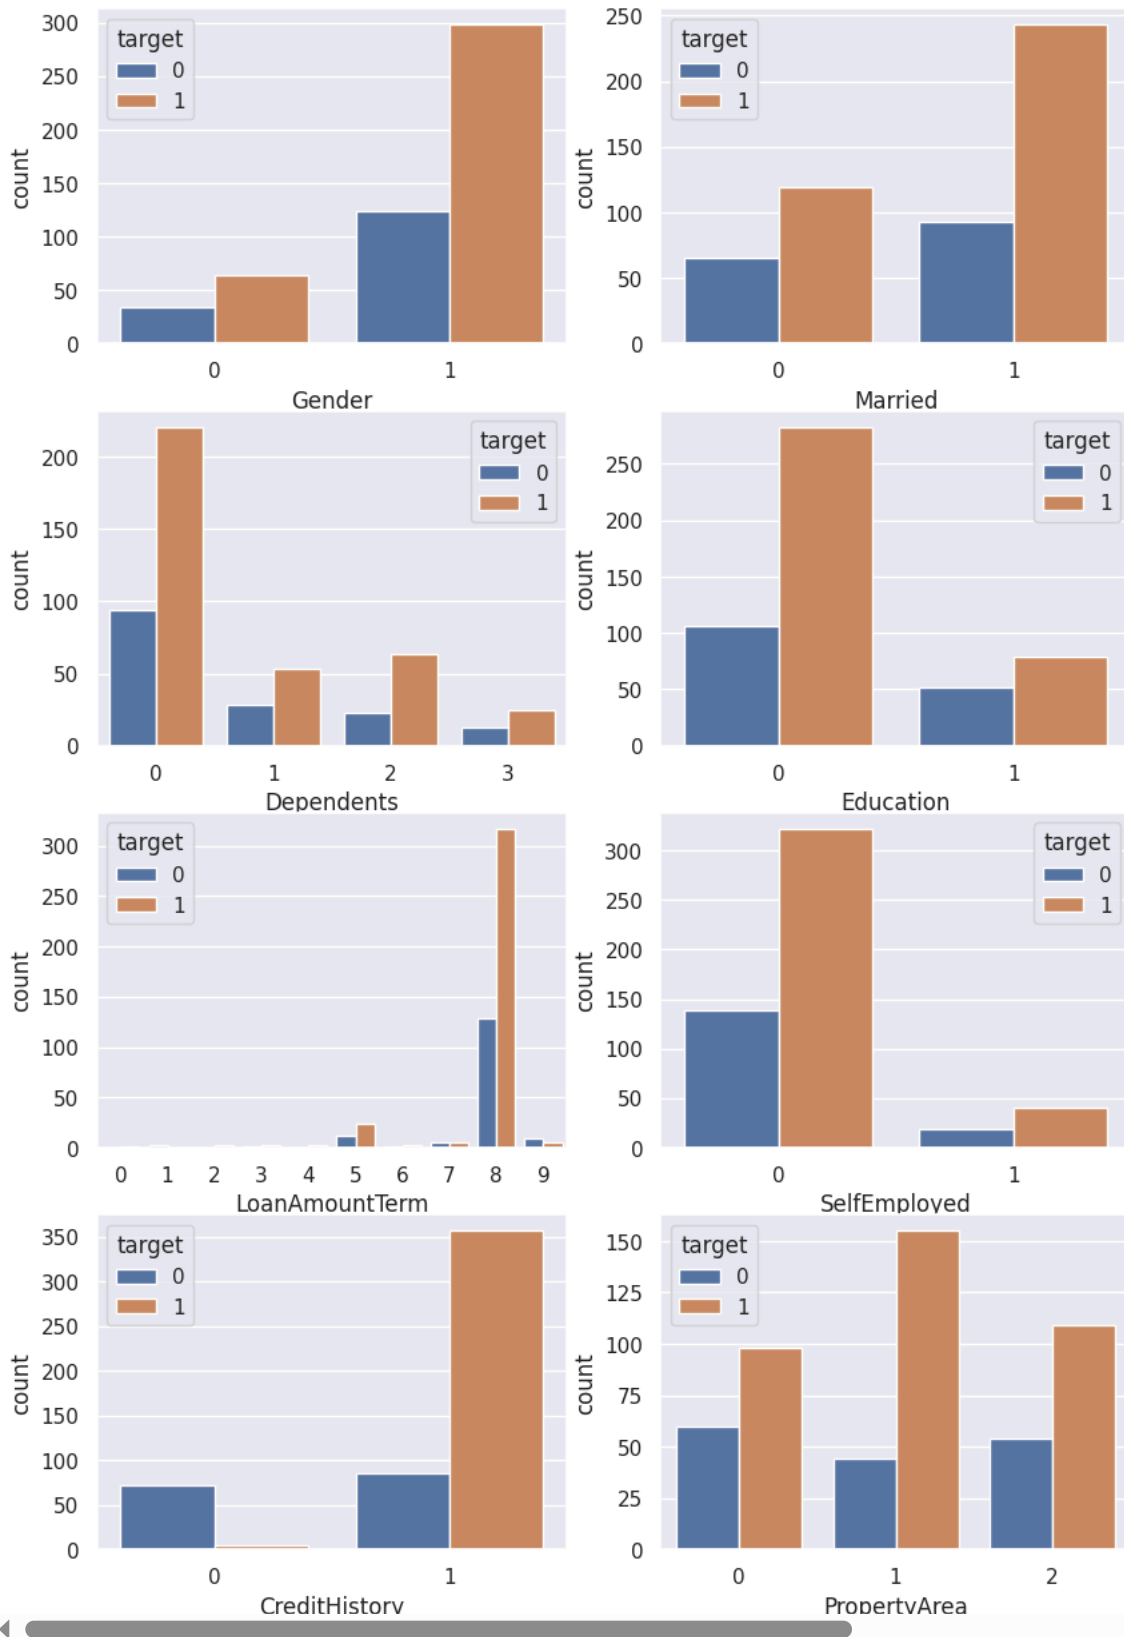 target
0
1
300
250
200
150
100
50
0
count
0 1
Gender
target
0
1
250
200
150
100
50
0
count
0 1
Married
target
0
1
200
150
100
50
0
count
0 1 2 3
Dependents
target
0
1
250
200
150
100
50
0
count
0 1
Education
target
0
1
300
250
200
150
100
50
0
count
0 1 2 3 4 5 6 7 8 9
LoanAmountTerm
target
0
1
300
250
200
150
100
50
0
count
0 1
SelfEmployed
target
0
1
350
300
250
200
150
100
50
0
count
0 1
CreditHistory
target
0
1
150
125
100
75
50
25
0
count
0 1 2
PropertyArea